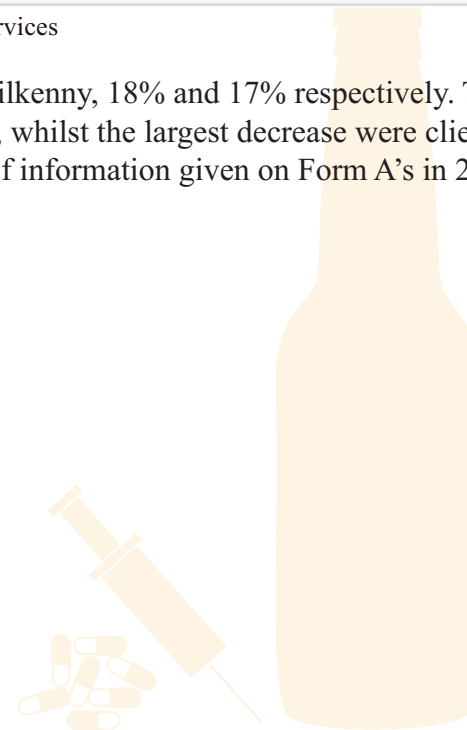 rvices
ilkenny, 18% and 17% respectively. T
, whilst the largest decrease were clie
f information given on Form A’s in 2